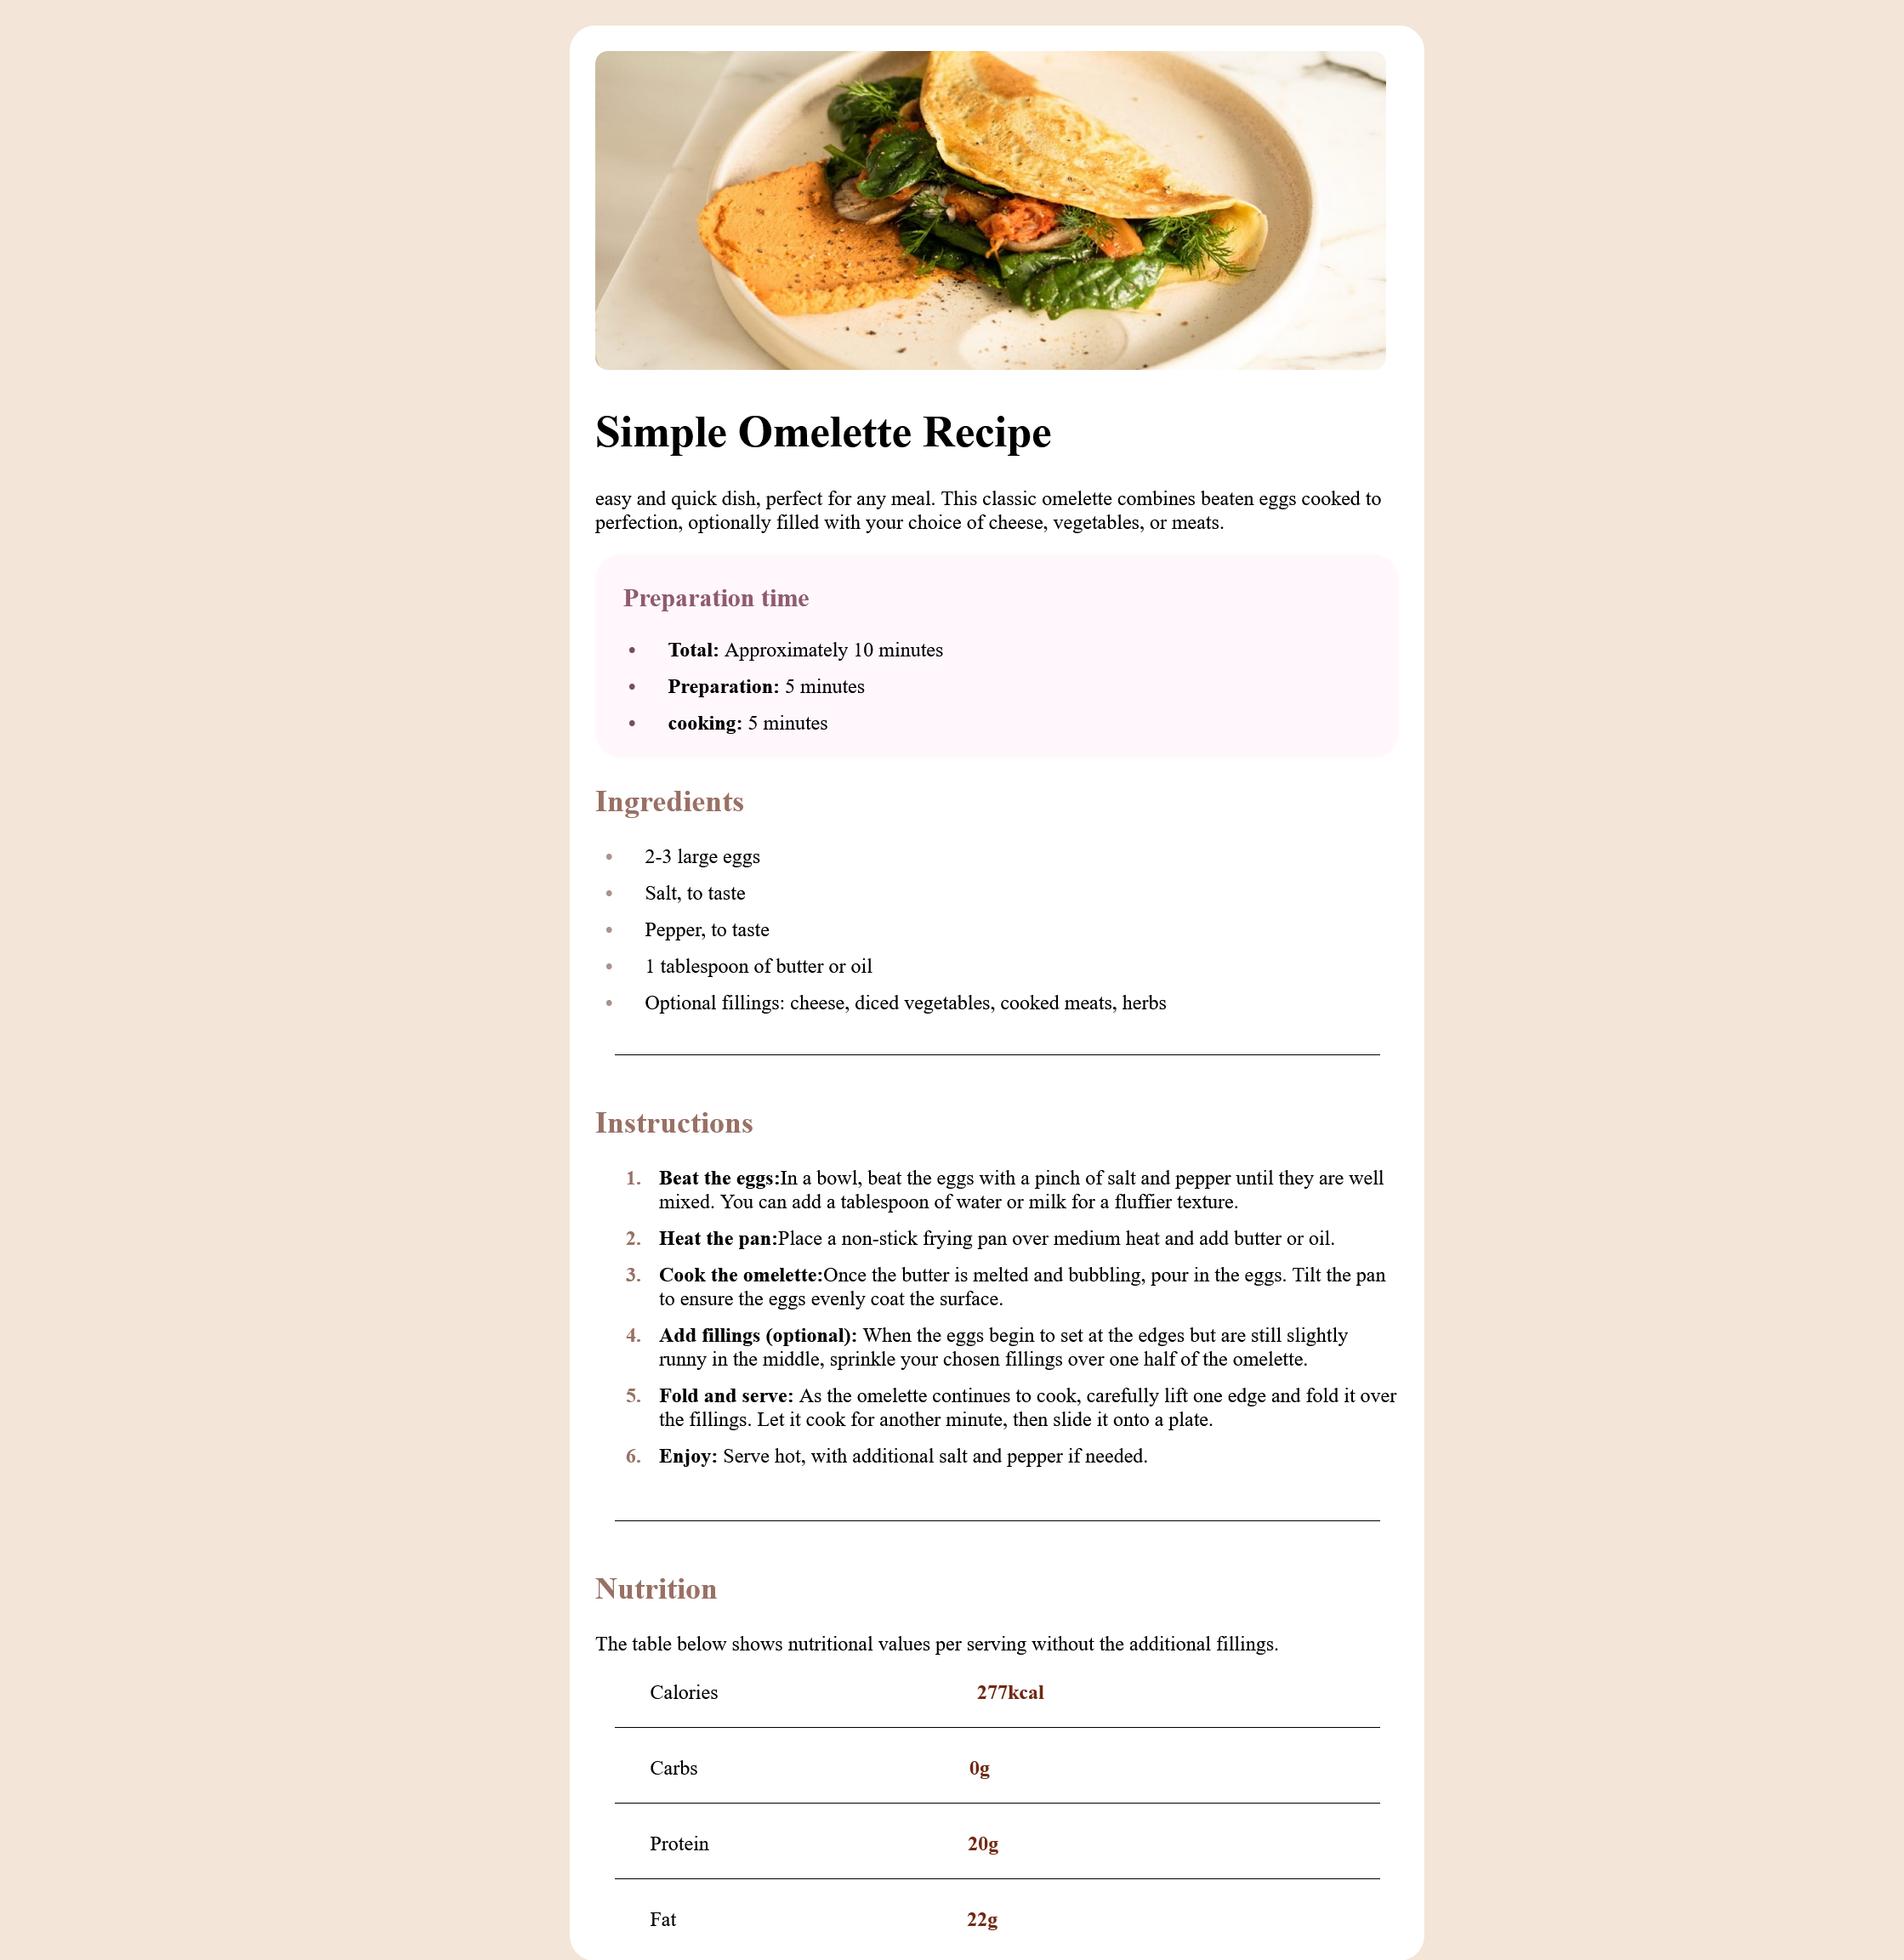 Simple Omelette Recipe
easy and quick dish, perfect for any meal. This classic omelette combines beaten eggs cooked to
perfection, optionally filled with your choice of cheese, vegetables, or meats.
Preparation time
• Total: Approximately 10 minutes
• Preparation: 5 minutes
• cooking: 5 minutes
Ingredients
• 2-3 large eggs
• Salt, to taste
• Pepper, to taste
• 1 tablespoon of butter or oil
• Optional fillings: cheese, diced vegetables, cooked meats, herbs
Instructions
1. Beat the eggs:In a bowl, beat the eggs with a pinch of salt and pepper until they are well
mixed. You can add a tablespoon of water or milk for a fluffier texture.
2. Heat the pan:Place a non-stick frying pan over medium heat and add butter or oil.
3. Cook the omelette:Once the butter is melted and bubbling, pour in the eggs. Tilt the pan
to ensure the eggs evenly coat the surface.
4. Add fillings (optional): When the eggs begin to set at the edges but are still slightly
runny in the middle, sprinkle your chosen fillings over one half of the omelette.
5. Fold and serve: As the omelette continues to cook, carefully lift one edge and fold it over
the fillings. Let it cook for another minute, then slide it onto a plate.
6. Enjoy: Serve hot, with additional salt and pepper if needed.
Nutrition
The table below shows nutritional values per serving without the additional fillings.
Calories 277kcal
Carbs 0g
Protein 20g
Fat 22g